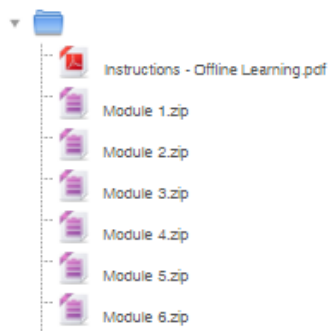 Instructions - Offline Learning.pdf
Module 1.zip
Module 2.zip
Module 3.zip
Module 4.zip
Module 5.zip
Module 6.zip